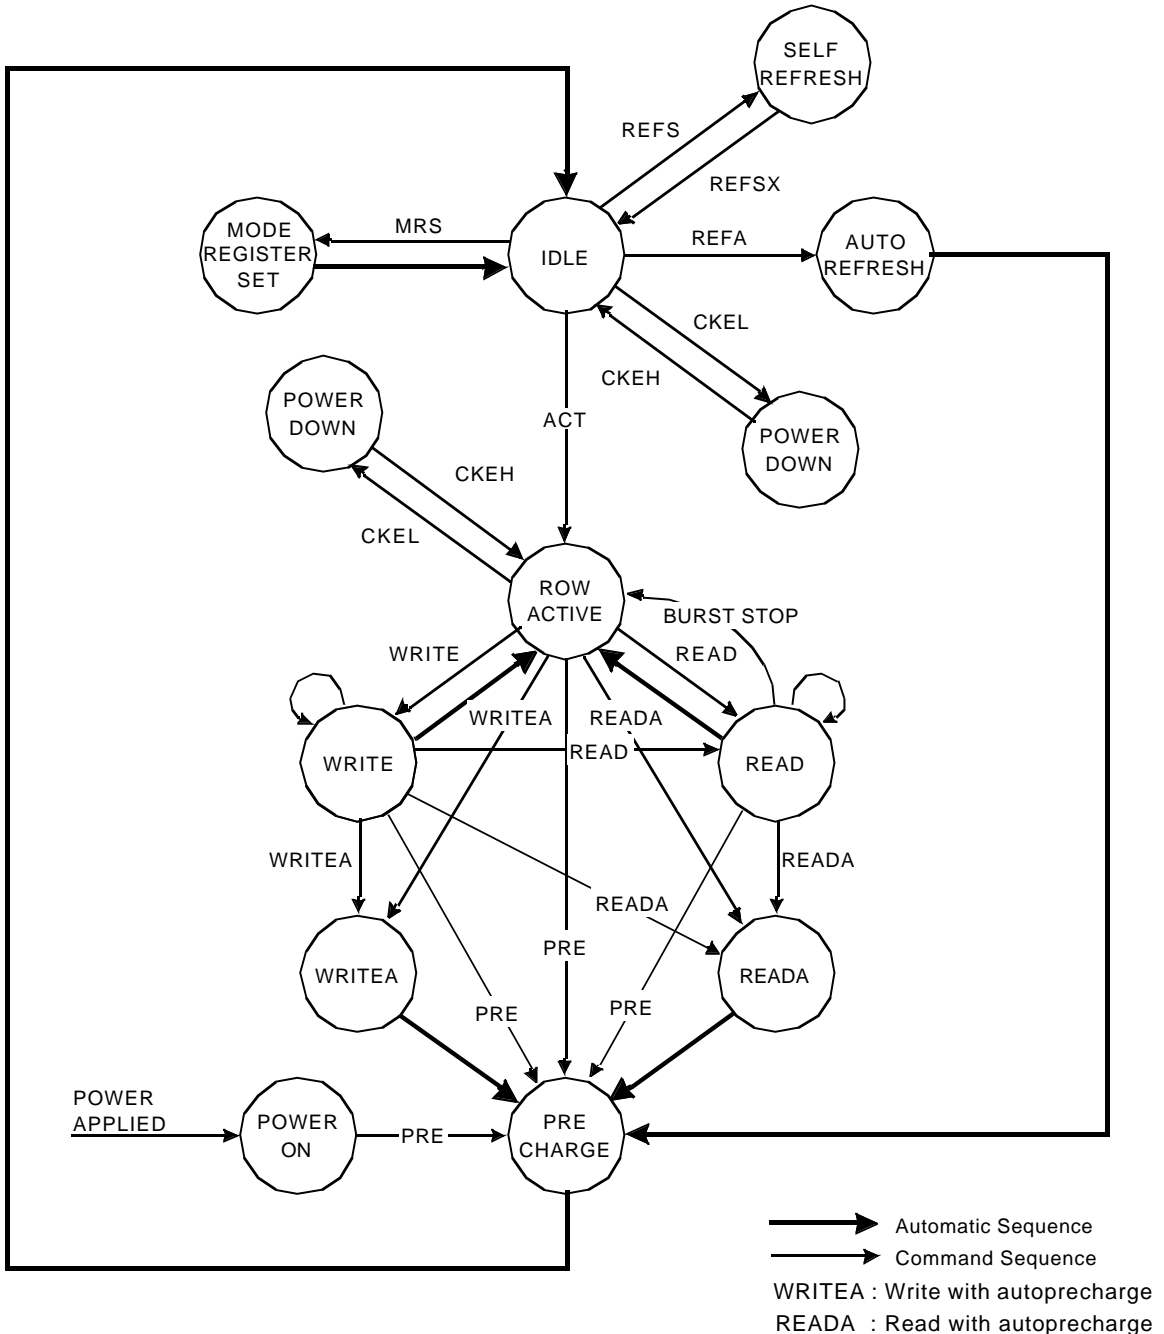 SELF
REFRESH
REFS
REFSX
MRS
MODE
REGISTER
SET
IDLE
REFA
AUTO
REFRESH
CKEL
CKEH
POWER
DOWN
ACT
POWER
DOWN
CKEH
CKEL
ROW
ACTIVE
BURST STOP
WRITE
READ
WRITEA
READA
READ
WRITE
READ
WRITEA
READA
READA
PRE
WRITEA
READA
PRE
PRE
POWER
APPLIED
POWER
ON
PRE
PRE
CHARGE
Automatic Sequence
Command Sequence
WRITEA : Write with autoprecharge
READA : Read with autoprecharge